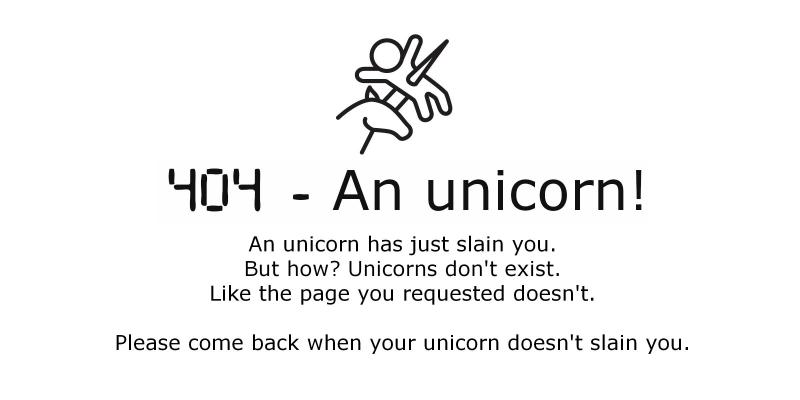 404 - An unicorn!
An unicorn has just slain you.
But how? Unicorns don't exist.
Like the page you requested doesn't.
Please come back when your unicorn doesn't slain you.